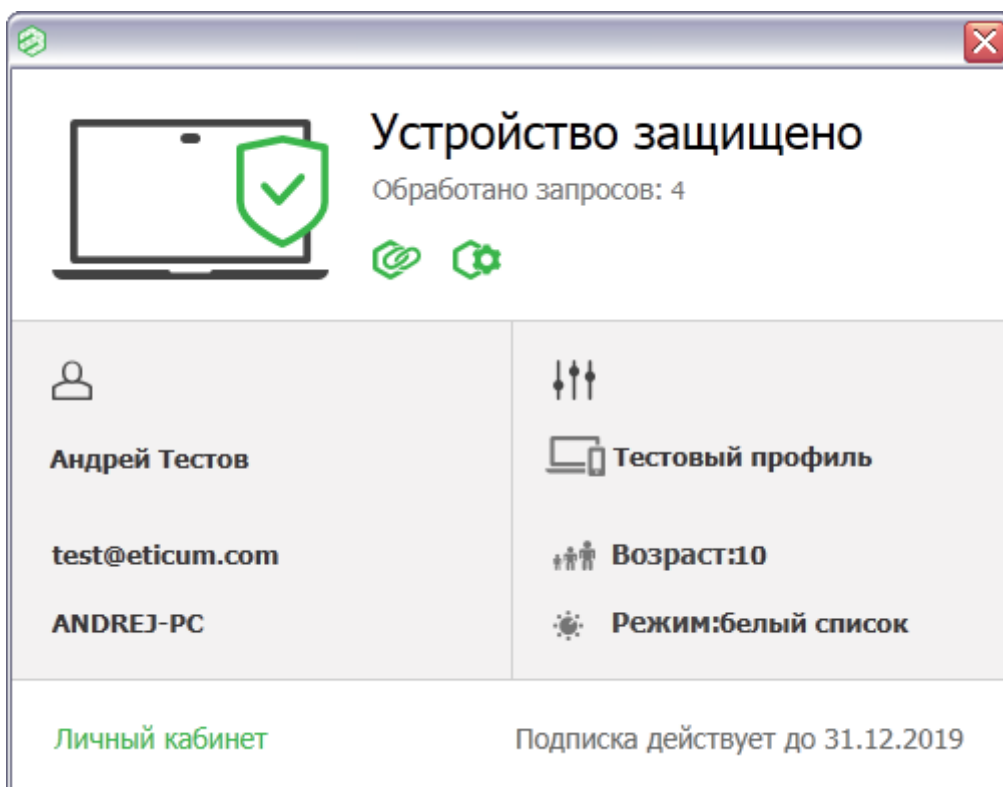 Устройство защищено
Обработано запросов: 4
Андрей Тестов
test@eticum.com
ANDREJ-PC
Тестовый профиль
Возраст:10
Режим:белый список
Личный кабинет
Подписка действует до 31.12.2019